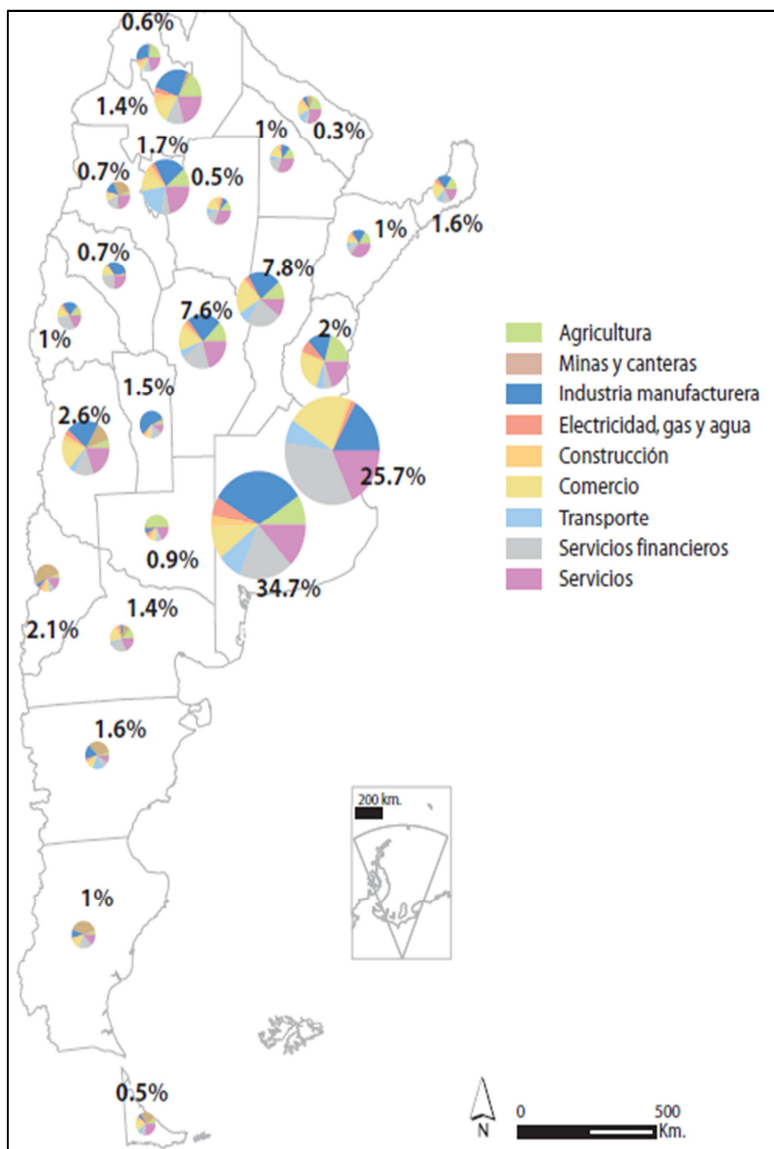 0.6%
1.4%
1%
0.3%
1.7%
0.7%
0.5%
1.6%
1%
0.7%
7.8%
7.6%
1%
2%
1.5%
2.6%
25.7%
0.9%
34.7%
1.4%
2.1%
1.6%
1%
0.5%
Agricultura
Minas y canteras
Industria manufacturera
Electricidad, gas y agua
Construcción
Comercio
Transporte
Servicios financieros
Servicios
200 km.
N
0 500
Km.